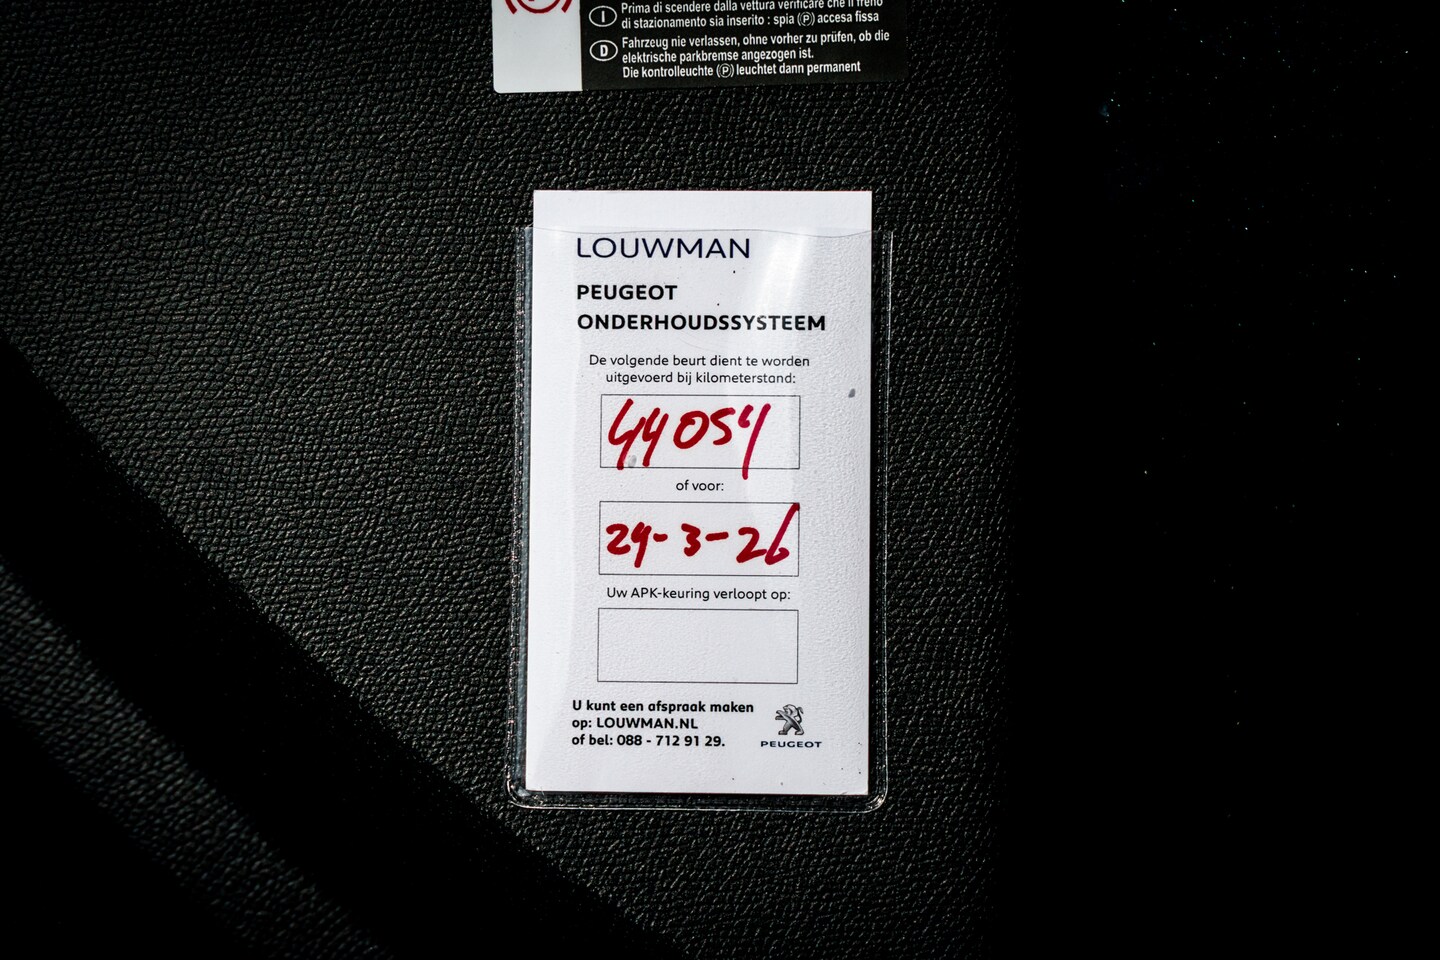 I Prima di scendere dalla vettura verificare che il freno
di stazionamento sia inserito : spia (P) accesa fissa
D Fahrzeug nie verlassen, ohne vorher zu prüfen, ob die
elektrische parkbremse angezogen ist.
Die kontrolleuchte (P) leuchtet dann permanent
LOUWMAN
PEUGEOT
ONDERHOUDSSYSTEEM
De volgende beurt dient te worden
uitgevoerd bij kilometerstand:
44054
of voor:
24-3-26
Uw APK-keuring verloopt op:
U kunt een afspraak maken
op: LOUWMAN.NL
of bel: 088 - 712 91 29.
PEUGEOT